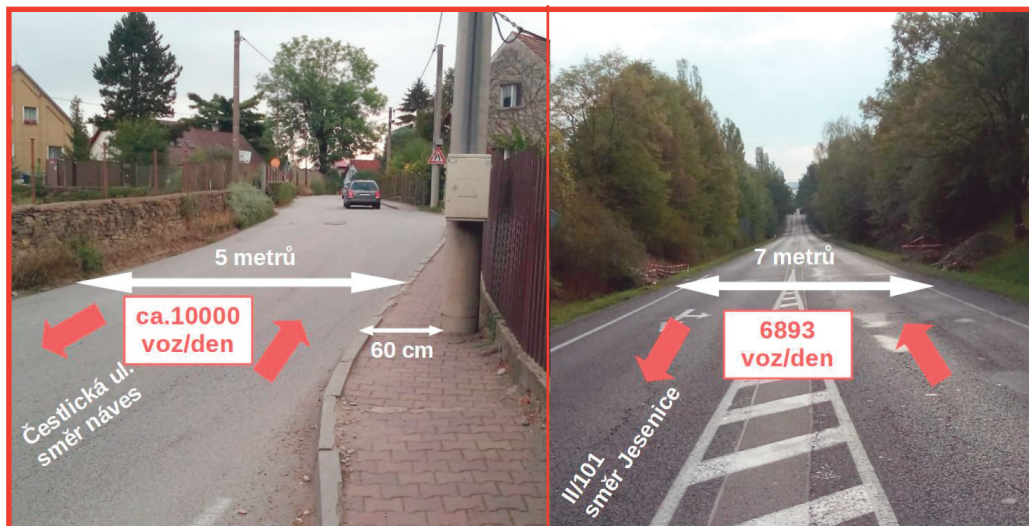 5 metrů
ca.10000
voz/den
60 cm
Čestlická ul.
směr náves
7 metrů
6893
voz/den
II/101
směr Jesenice